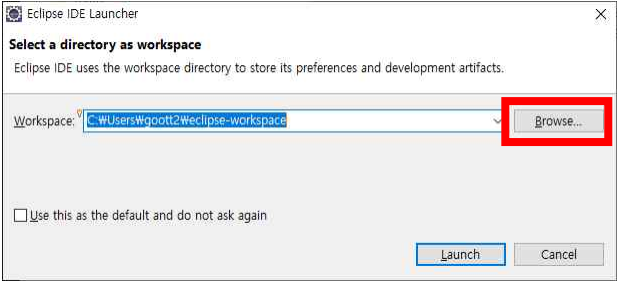 Eclipse IDE Launcher
Select a directory as workspace
Eclipse IDE uses the workspace directory to store its preferences and development artifacts.
Workspace: C:₩Users₩goott2₩eclipse-workspace Browse...
Use this as the default and do not ask again
Launch Cancel